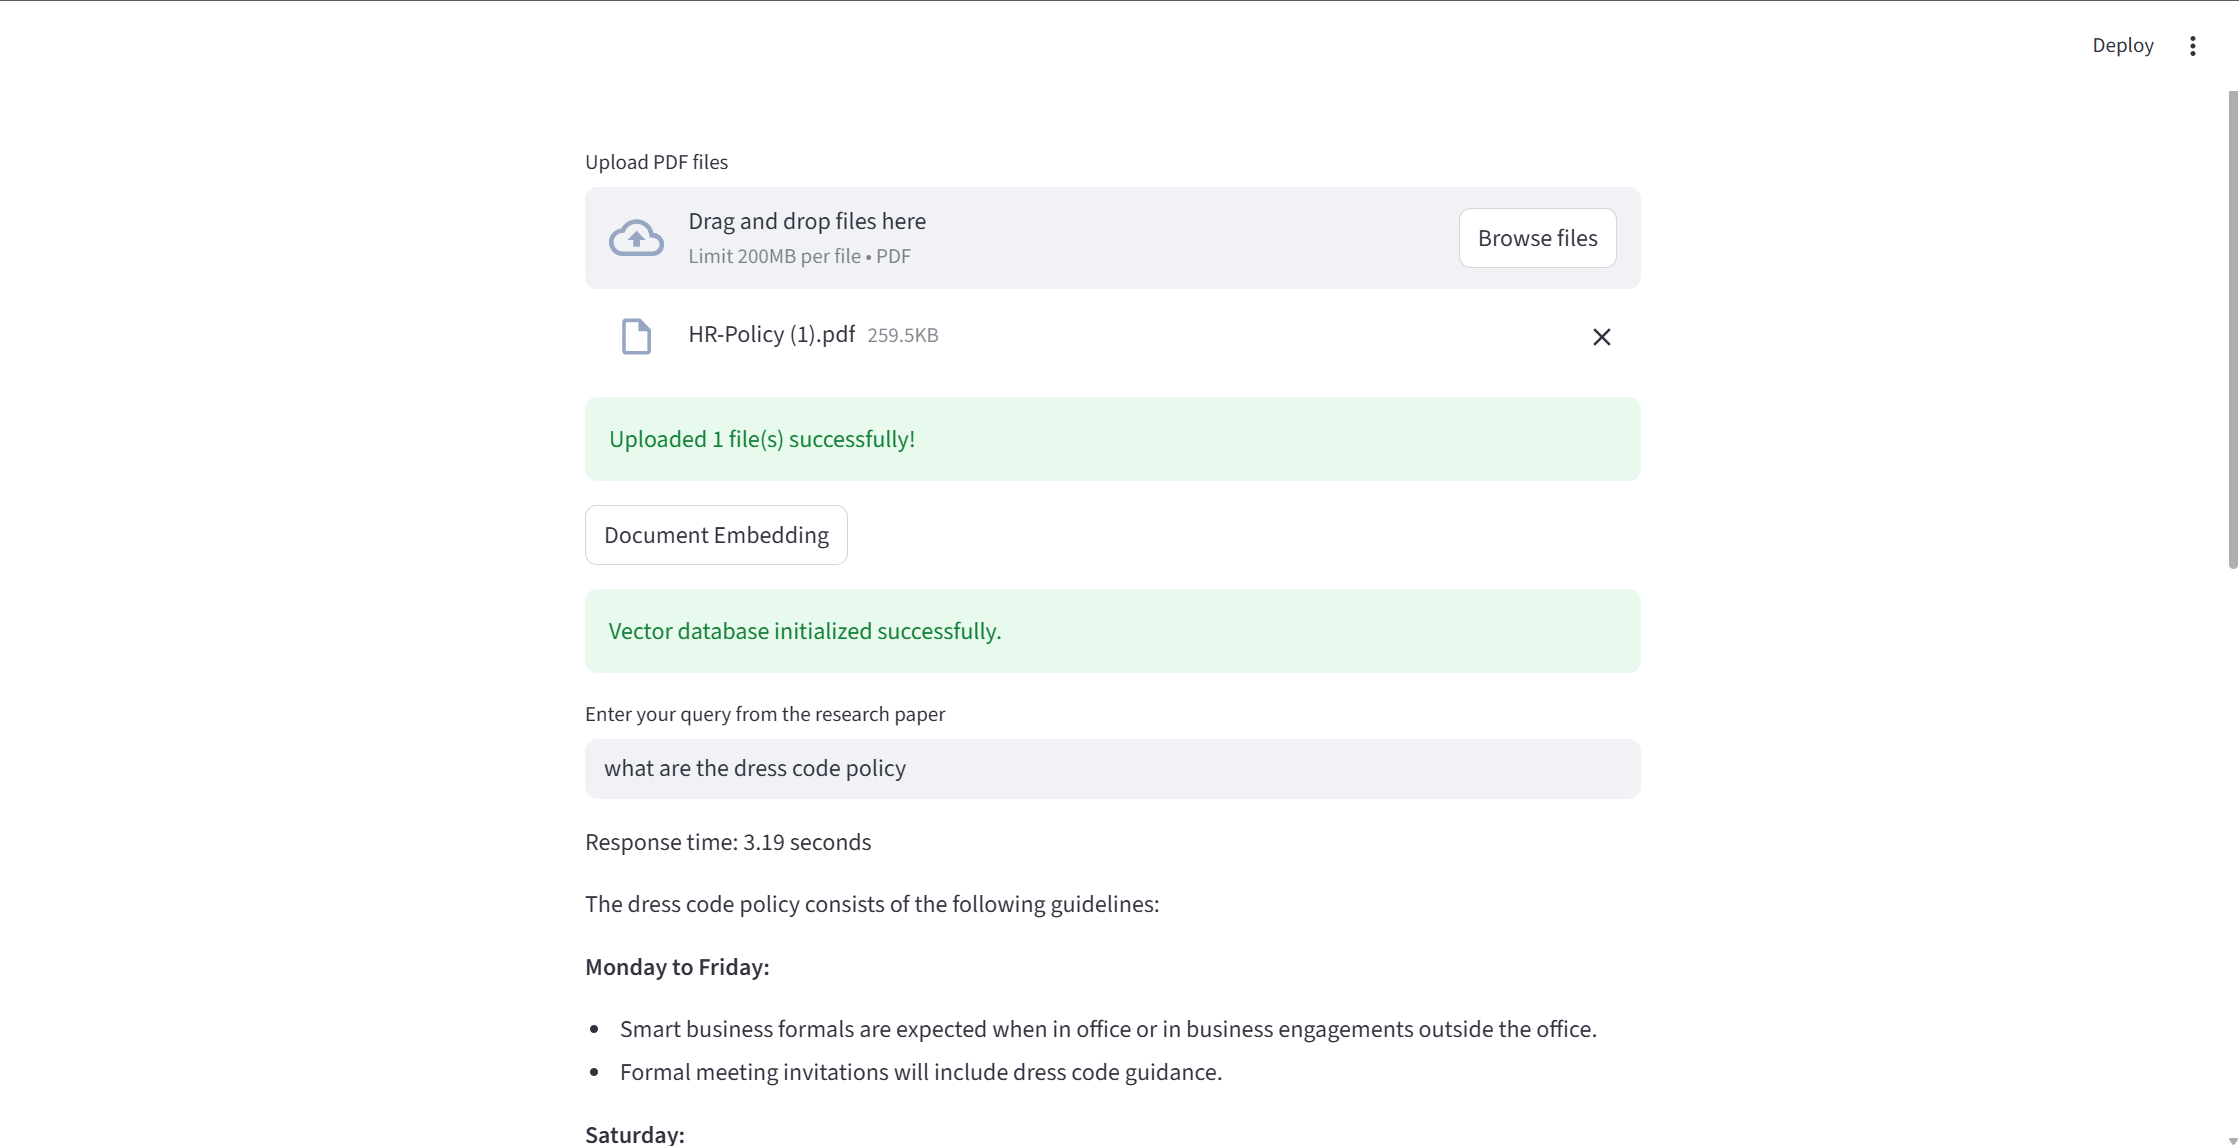 Deploy
Upload PDF files
Drag and drop files here
Limit 200MB per file • PDF
Browse files
HR-Policy (1).pdf 259.5KB
Uploaded 1 file(s) successfully!
Document Embedding
Vector database initialized successfully.
Enter your query from the research paper
what are the dress code policy
Response time: 3.19 seconds
The dress code policy consists of the following guidelines:
Monday to Friday:
• Smart business formals are expected when in office or in business engagements outside the office.
• Formal meeting invitations will include dress code guidance.
Saturday: